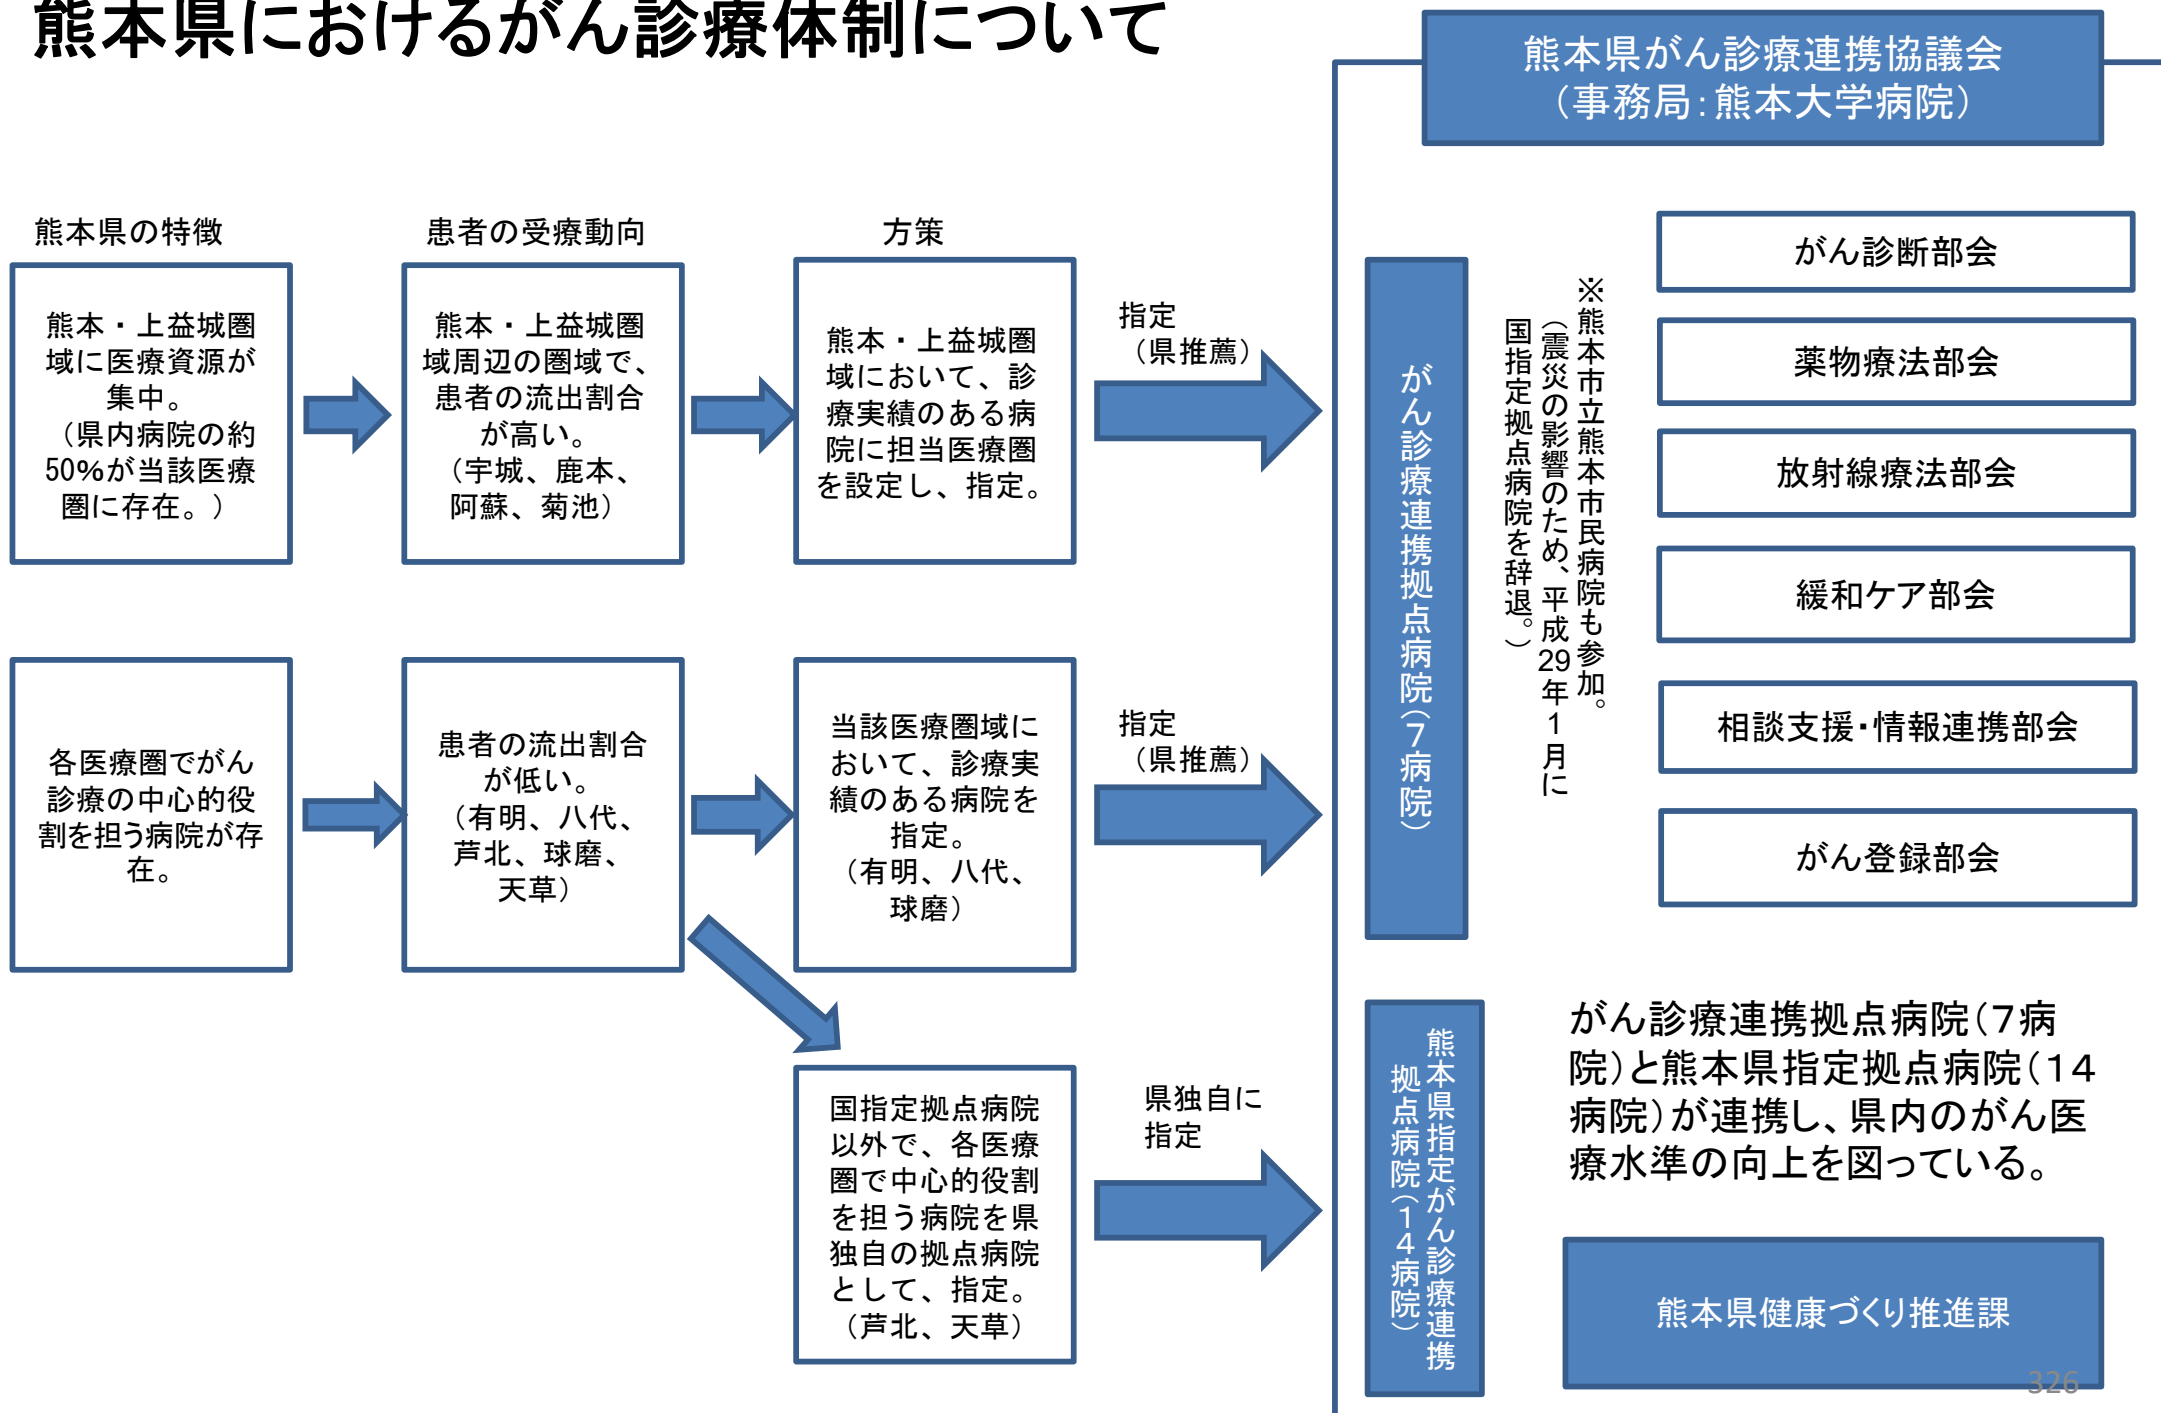 熊本県におけるがん診療体制について
熊本県がん診療連携協議会
（事務局：熊本大学病院）
熊本県の特徴
患者の受療動向
方策
熊本・上益城圏
域に医療資源が
集中。
（県内病院の約
50%が当該医療
圏に存在。）
熊本・上益城圏
域周辺の圏域で、
患者の流出割合
が高い。
（宇城、鹿本、
阿蘇、菊池）
熊本・上益城圏
域において、診
療実績のある病
院に担当医療圏
を設定し、指定。
指定
（県推薦）
各医療圏でがん
診療の中心的役
割を担う病院が存
在。
患者の流出割合
が低い。
（有明、八代、
芦北、球磨、
天草）
当該医療圏域に
おいて、診療実
績のある病院を
指定。
（有明、八代、
球磨）
指定
（県推薦）
国指定拠点病院
以外で、各医療
圏で中心的役割
を担う病院を県
独自の拠点病院
として、指定。
（芦北、天草）
県独自に
指定
がん診療連携拠点病院（７病院）
※熊本市立熊本市民病院も参加。
（震災の影響のため、平成29年１月に
国指定拠点病院を辞退。）
がん診断部会
薬物療法部会
放射線療法部会
緩和ケア部会
相談支援・情報連携部会
がん登録部会
熊本県指定がん診療連携
拠点病院（１４病院）
がん診療連携拠点病院（７病
院）と熊本県指定拠点病院（１４
病院）が連携し、県内のがん医
療水準の向上を図っている。
熊本県健康づくり推進課
326